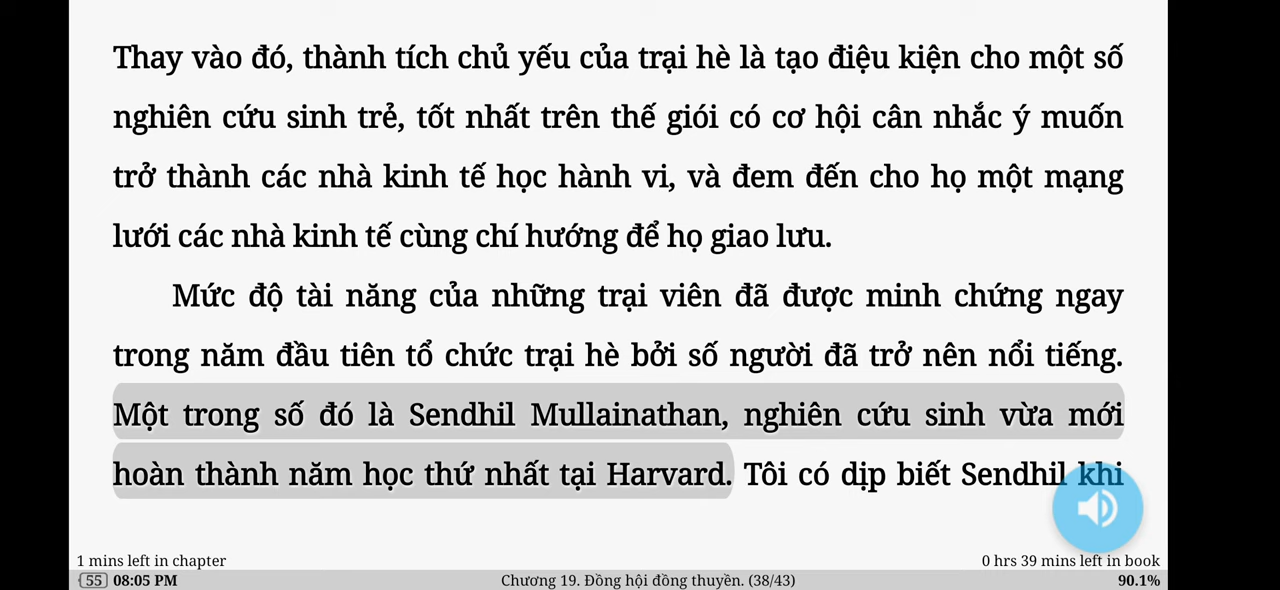 Thay vào đó, thành tích chủ yếu của trại hè là tạo điệu kiện cho một số
nghiên cứu sinh trẻ, tốt nhất trên thế giói có cơ hội cân nhắc ý muốn
trở thành các nhà kinh tế học hành vi, và đem đến cho họ một mạng
lưới các nhà kinh tế cùng chí hướng để họ giao lưu.
Mức độ tài năng của những trại viên đã được minh chứng ngay
trong năm đầu tiên tổ chức trại hè bởi số người đã trở nên nổi tiếng.
Một trong số đó là Sendhil Mullainathan, nghiên cứu sinh vừa mới
hoàn thành năm học thứ nhất tại Harvard. Tôi có dịp biết Sendhil khi
1 mins left in chapter 0 hrs 39 mins left in book
55 08:05 PM Chương 19. Đồng hội đồng thuyền. (38/43) 90.1%